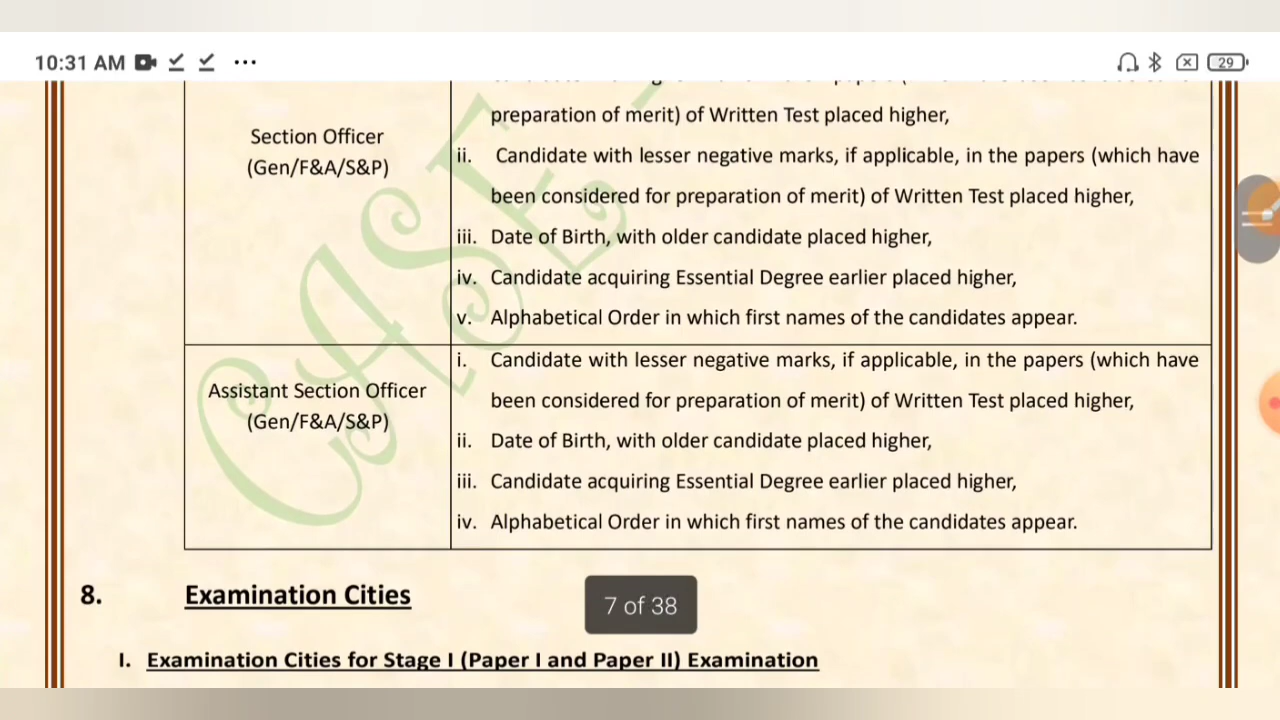 10:31 AM
29
preparation of merit) of Written Test placed higher,
Section Officer
(Gen/F&A/S&P)
ii. Candidate with lesser negative marks, if applicable, in the papers (which have
been considered for preparation of merit) of Written Test placed higher,
iii. Date of Birth, with older candidate placed higher,
iv. Candidate acquiring Essential Degree earlier placed higher,
v. Alphabetical Order in which first names of the candidates appear.
Assistant Section Officer
(Gen/F&A/S&P)
i. Candidate with lesser negative marks, if applicable, in the papers (which have
been considered for preparation of merit) of Written Test placed higher,
ii. Date of Birth, with older candidate placed higher,
iii. Candidate acquiring Essential Degree earlier placed higher,
iv. Alphabetical Order in which first names of the candidates appear.
CASE -
8. Examination Cities
7 of 38
I. Examination Cities for Stage I (Paper I and Paper II) Examination